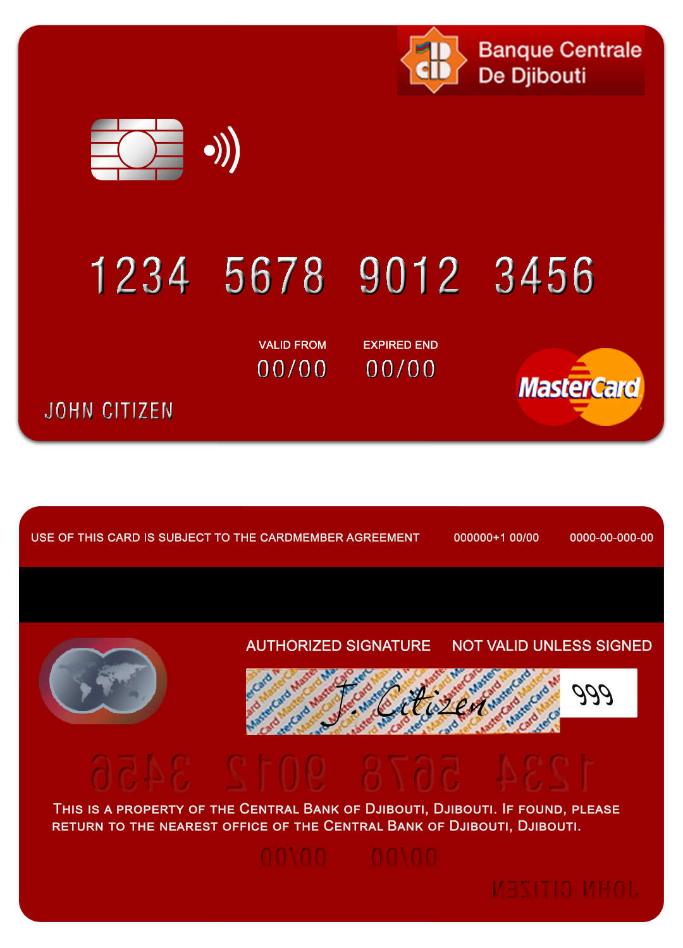 Banque Centrale
De Djibouti
1234 5678 9012 3456
VALID FROM EXPIRED END
00/00 00/00
JOHN CITIZEN
MasterCard
USE OF THIS CARD IS SUBJECT TO THE CARDMEMBER AGREEMENT 000000+1 00/00 0000-00-000-00
AUTHORIZED SIGNATURE NOT VALID UNLESS SIGNED
MasterCard MasterCard MasterCard
J. Citizen 999
1234 5678 9012 3456
THIS IS A PROPERTY OF THE CENTRAL BANK OF DJIBOUTI, DJIBOUTI. IF FOUND, PLEASE
RETURN TO THE NEAREST OFFICE OF THE CENTRAL BANK OF DJIBOUTI, DJIBOUTI.
00/00 00/00
JOHN CITIZEN